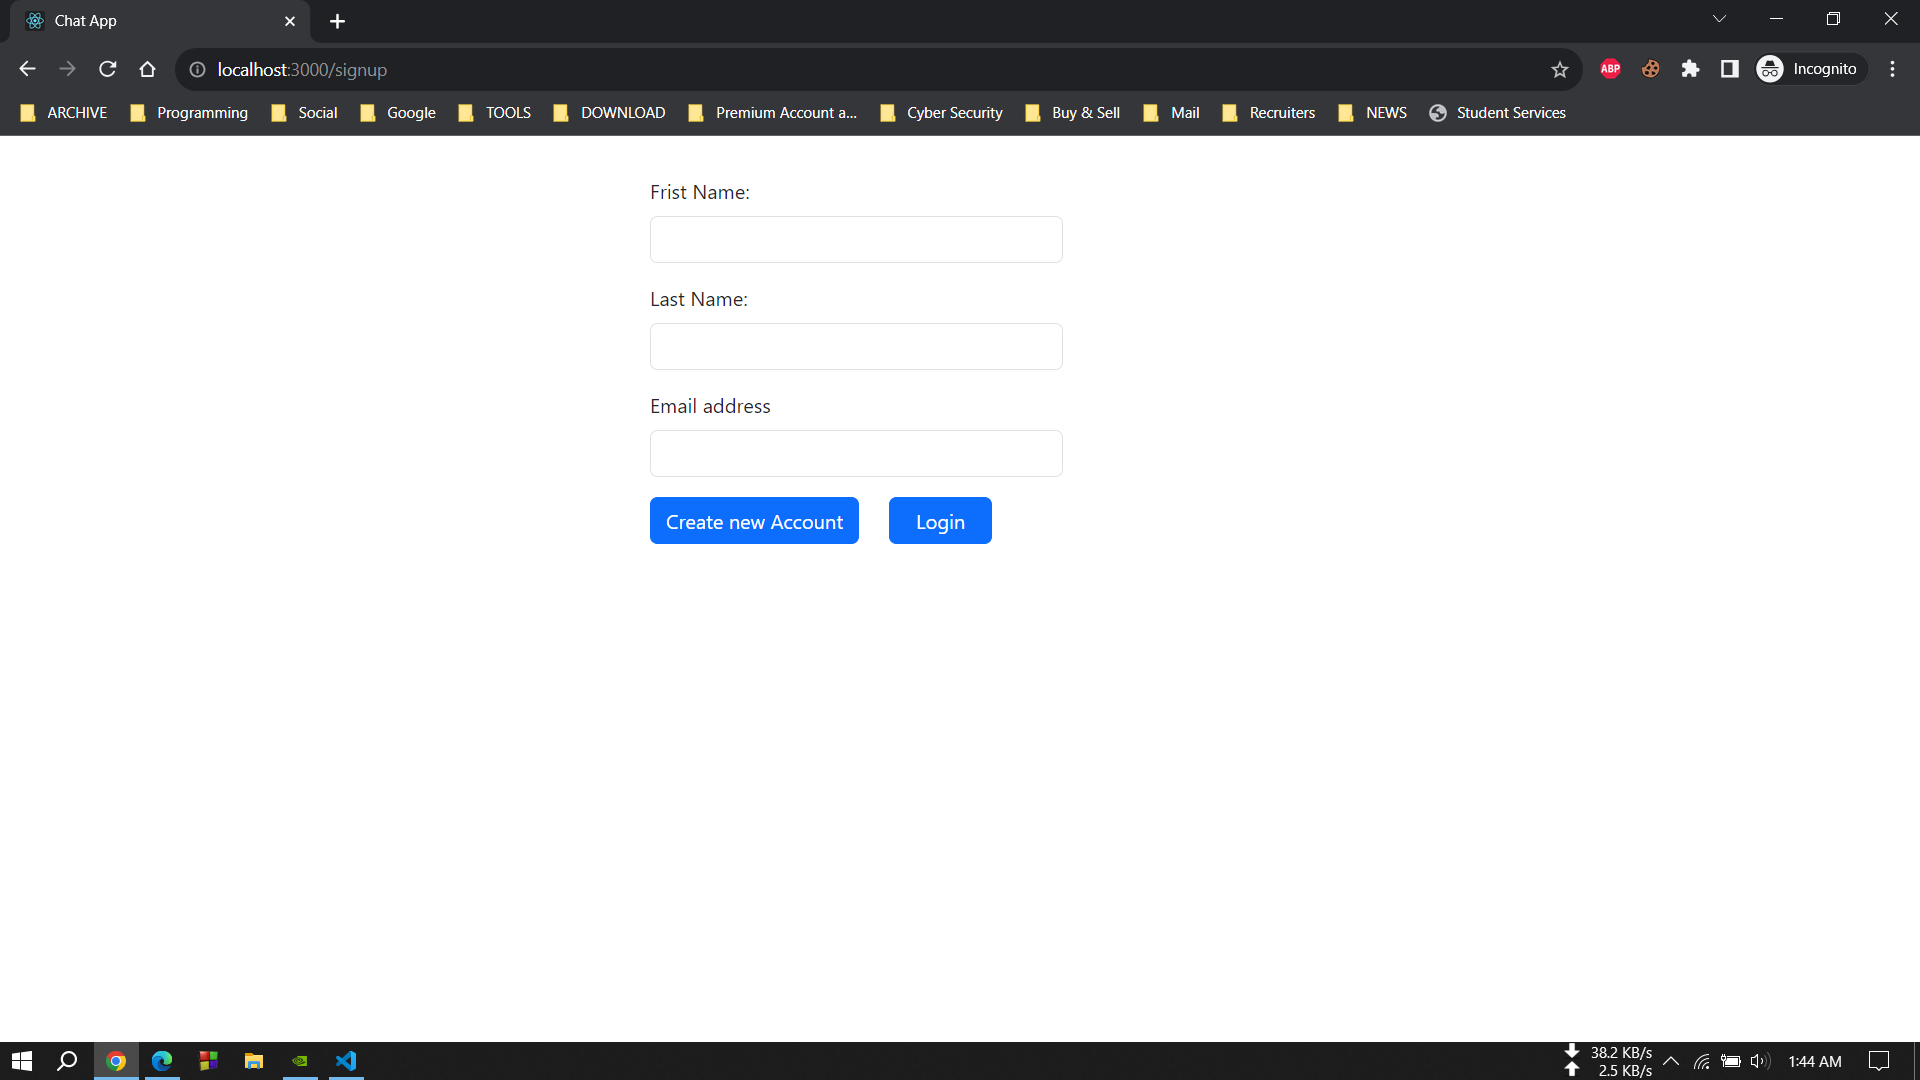 Chat App
localhost:3000/signup
ABP
Incognito
ARCHIVE Programming Social Google TOOLS DOWNLOAD Premium Account a... Cyber Security Buy & Sell Mail Recruiters NEWS Student Services
Frist Name:
Last Name:
Email address
Create new Account Login
38.2 KB/s
2.5 KB/s
1:44 AM